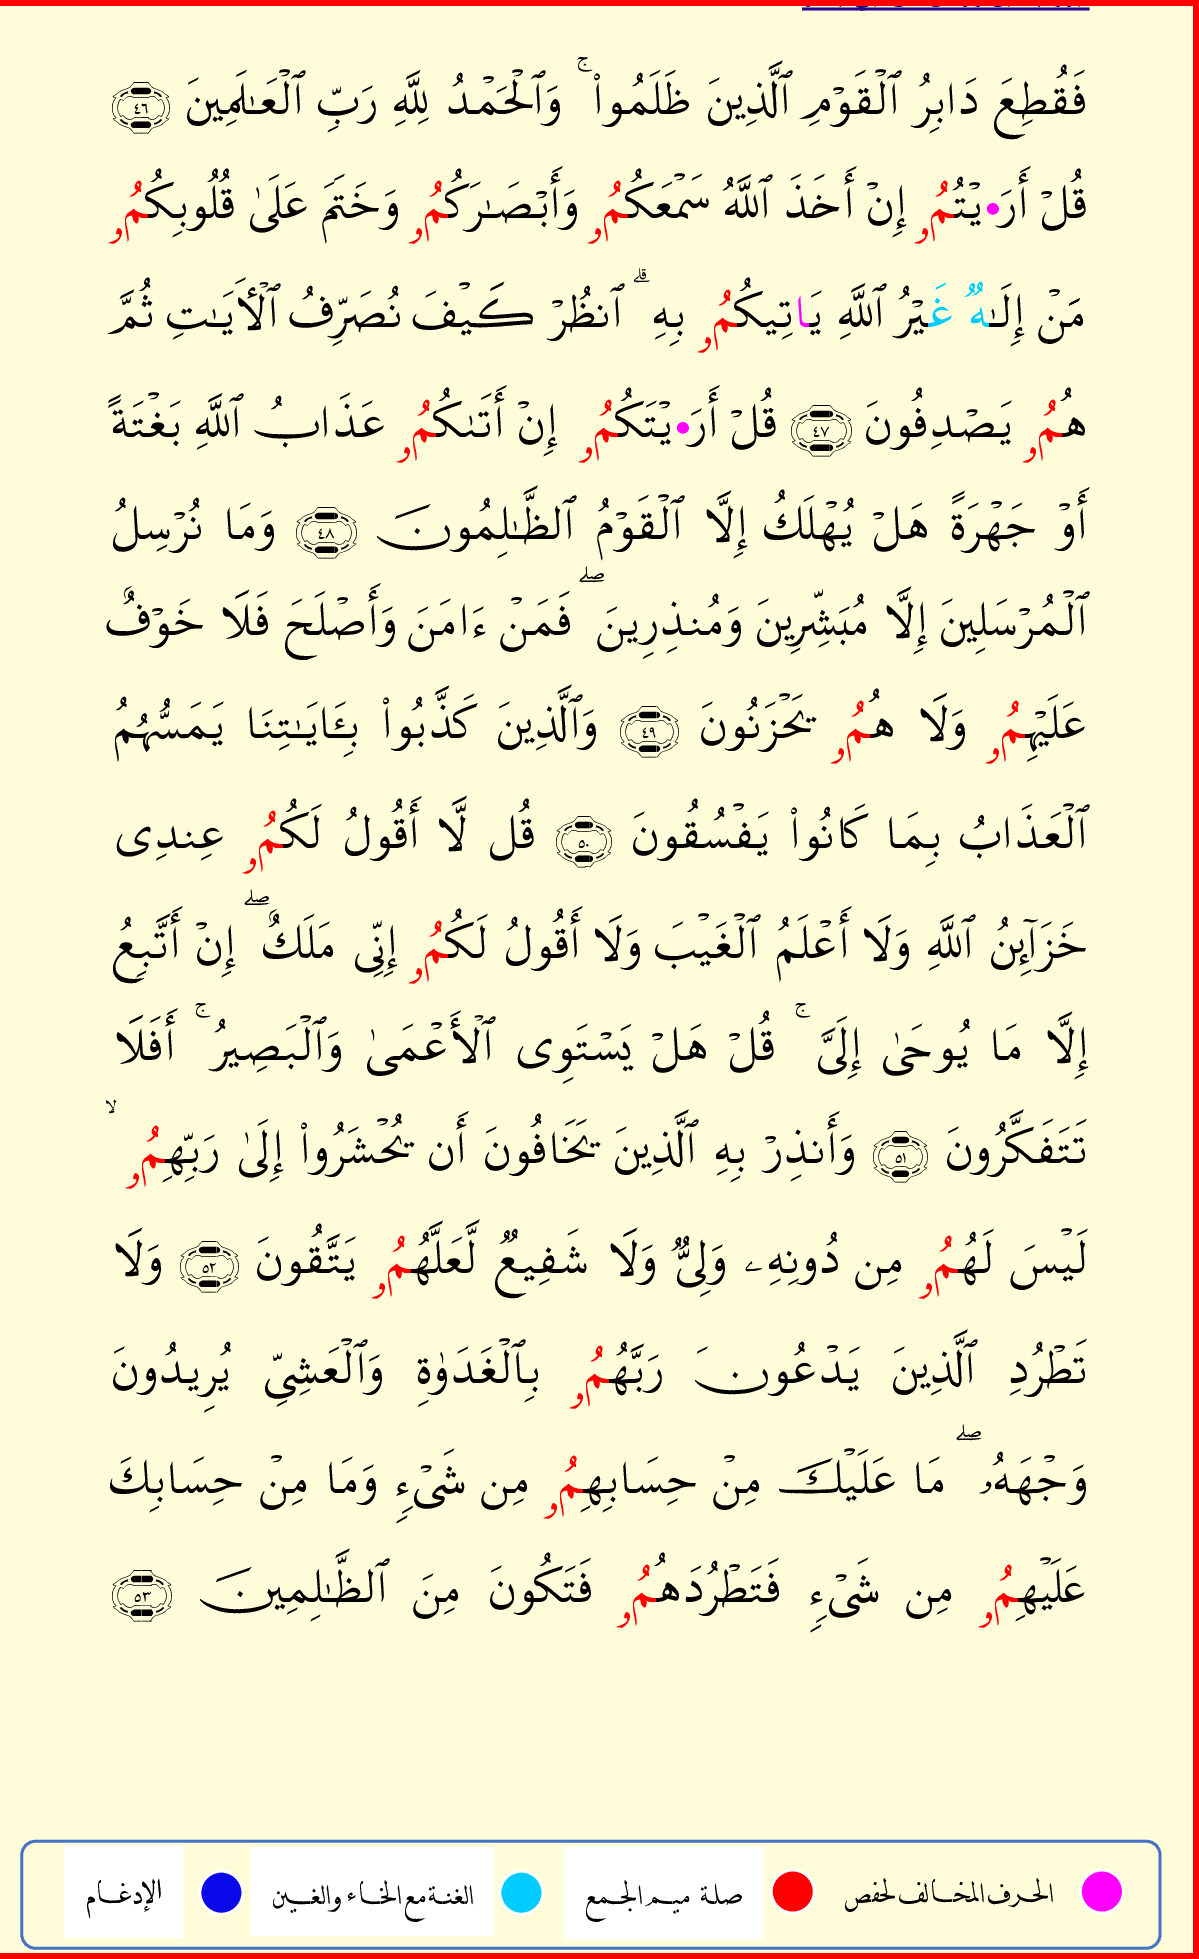 فَقُطِعَ دَابِرُ ٱلْقَوْمِ ٱلَّذِينَ ظَلَمُوا۟ ۚ وَٱلْحَمْدُ لِلَّهِ رَبِّ ٱلْعَـٰلَمِينَ ٤٦
قُلْ أَرَ•يْتُمُۥ إِنْ أَخَذَ ٱللَّهُ سَمْعَكُمُۥ وَأَبْصَـٰرَكُمُۥ وَخَتَمَ عَلَىٰ قُلُوبِكُمُۥ
مَنْ إِلَـٰهٌ غَيْرُ ٱللَّهِ يَاتِيكُمُۥ بِهِ ۗ ٱنظُرْ كَيْفَ نُصَرِّفُ ٱلْأَيَـٰتِ ثُمَّ
هُمُۥ يَصْدِفُونَ ٤٧ قُلْ أَرَ•يْتَكُمُۥ إِنْ أَتَىٰكُمُۥ عَذَابُ ٱللَّهِ بَغْتَةً
أَوْ جَهْرَةً هَلْ يُهْلَكُ إِلَّا ٱلْقَوْمُ ٱلظَّـٰلِمُونَ ٤٨ وَمَا نُرْسِلُ
ٱلْمُرْسَلِينَ إِلَّا مُبَشِّرِينَ وَمُنذِرِينَ ۖ فَمَنْ ءَامَنَ وَأَصْلَحَ فَلَا خَوْفٌ
عَلَيْهِمُۥ وَلَا هُمُۥ يَحْزَنُونَ ٤٩ وَٱلَّذِينَ كَذَّبُوا۟ بِـَٔايَـٰتِنَا يَمَسُّهُمُ
ٱلْعَذَابُ بِمَا كَانُوا۟ يَفْسُقُونَ ٥٠ قُل لَّا أَقُولُ لَكُمُۥ عِندِى
خَزَآئِنُ ٱللَّهِ وَلَا أَعْلَمُ ٱلْغَيْبَ وَلَا أَقُولُ لَكُمُۥ إِنِّى مَلَكٌ ۖ إِنْ أَتَّبِعُ
إِلَّا مَا يُوحَىٰ إِلَىَّ ۚ قُلْ هَلْ يَسْتَوِى ٱلْأَعْمَىٰ وَٱلْبَصِيرُ ۚ أَفَلَا
تَتَفَكَّرُونَ ٥١ وَأَنذِرْ بِهِ ٱلَّذِينَ يَخَافُونَ أَن يُحْشَرُوا۟ إِلَىٰ رَبِّهِمُۥ ۙ
لَيْسَ لَهُمُۥ مِن دُونِهِۦ وَلِىٌّ وَلَا شَفِيعٌ لَّعَلَّهُمُۥ يَتَّقُونَ ٥٢ وَلَا
تَطْرُدِ ٱلَّذِينَ يَدْعُونَ رَبَّهُمُۥ بِٱلْغَدَوٰةِ وَٱلْعَشِىِّ يُرِيدُونَ
وَجْهَهُۥ ۖ مَا عَلَيْكَ مِنْ حِسَابِهِمُۥ مِن شَىْءٍ وَمَا مِنْ حِسَابِكَ
عَلَيْهِمُۥ مِن شَىْءٍ فَتَطْرُدَهُمُۥ فَتَكُونَ مِنَ ٱلظَّـٰلِمِينَ ٥٣
الحرف المخالف لحفص صلة ميم الجمع الغنة مع الخاء والغين الإدغام